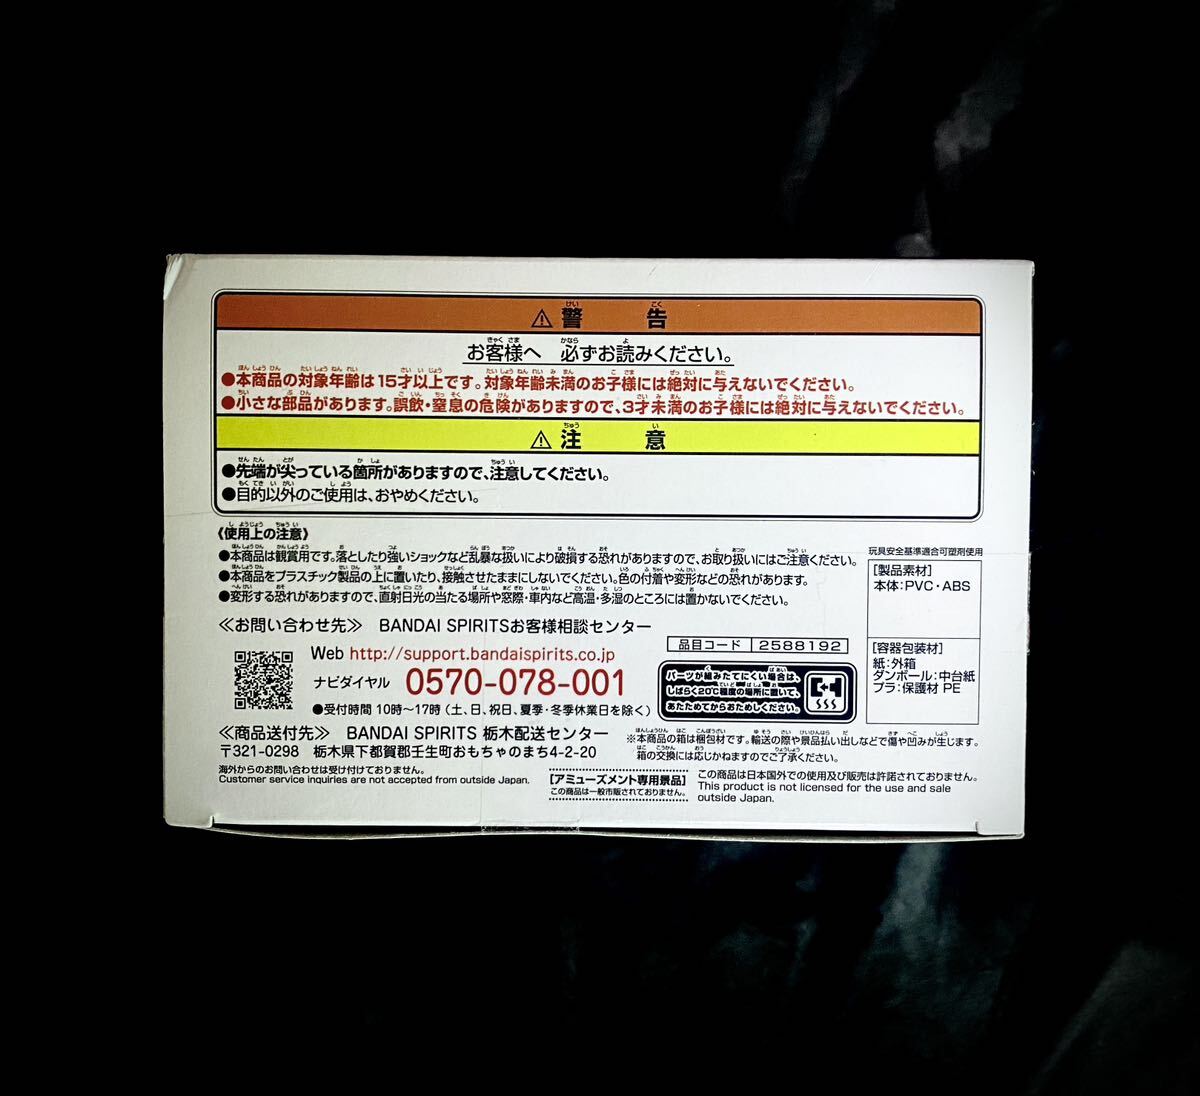 ⚠警告
お客様へ 必ずお読みください。
●本商品の対象年齢は15才以上です。対象年齢未満のお子様には絶対に与えないでください。
●小さな部品があります。誤飲・窒息の危険がありますので、3才未満のお子様には絶対に与えないでください。
⚠注意
●先端が尖っている箇所がありますので、注意してください。
●目的以外のご使用は、おやめください。
《使用上の注意》
●本商品は観賞用です。落としたり強いショックなど乱暴な扱いにより破損する恐れがありますので、お取り扱いにはご注意ください。
●本商品をプラスチック製品の上に置いたり、接触させたままにしないでください。色の付着や変形などの恐れがあります。
●変形する恐れがありますので、直射日光の当たる場所や窓際・車内など高温・多湿のところには置かないでください。
玩具安全基準適合可塑剤使用
[製品素材]
本体:PVC・ABS
[容器包装材]
紙:外箱
ダンボール:中台紙
プラ:保護材 PE
≪お問い合わせ先≫ BANDAI SPIRITSお客様相談センター
Web http://support.bandaispirits.co.jp
ナビダイヤル 0570-078-001
●受付時間 10時〜17時(土、日、祝日、夏季・冬季休業日を除く)
品目コード 2588192
パーツが組みたてにくい場合は、
しばらく20℃程度の場所に置いて、
あたためてからおためしください。
≪商品送付先≫ BANDAI SPIRITS 栃木配送センター
〒321-0298 栃木県下都賀郡壬生町おもちゃのまち4-2-20
※本商品の箱は梱包材です。輸送の際や景品払い出しなどで傷や凹みが生じます。
箱の交換には応じかねますのでご了承ください。
海外からのお問い合わせは受け付けておりません。
Customer service inquiries are not accepted from outside Japan.
[アミューズメント専用景品]
この商品は一般市販されておりません。
この商品は日本国外での使用及び販売は許諾されておりません。
This product is not licensed for the use and sale
outside Japan.